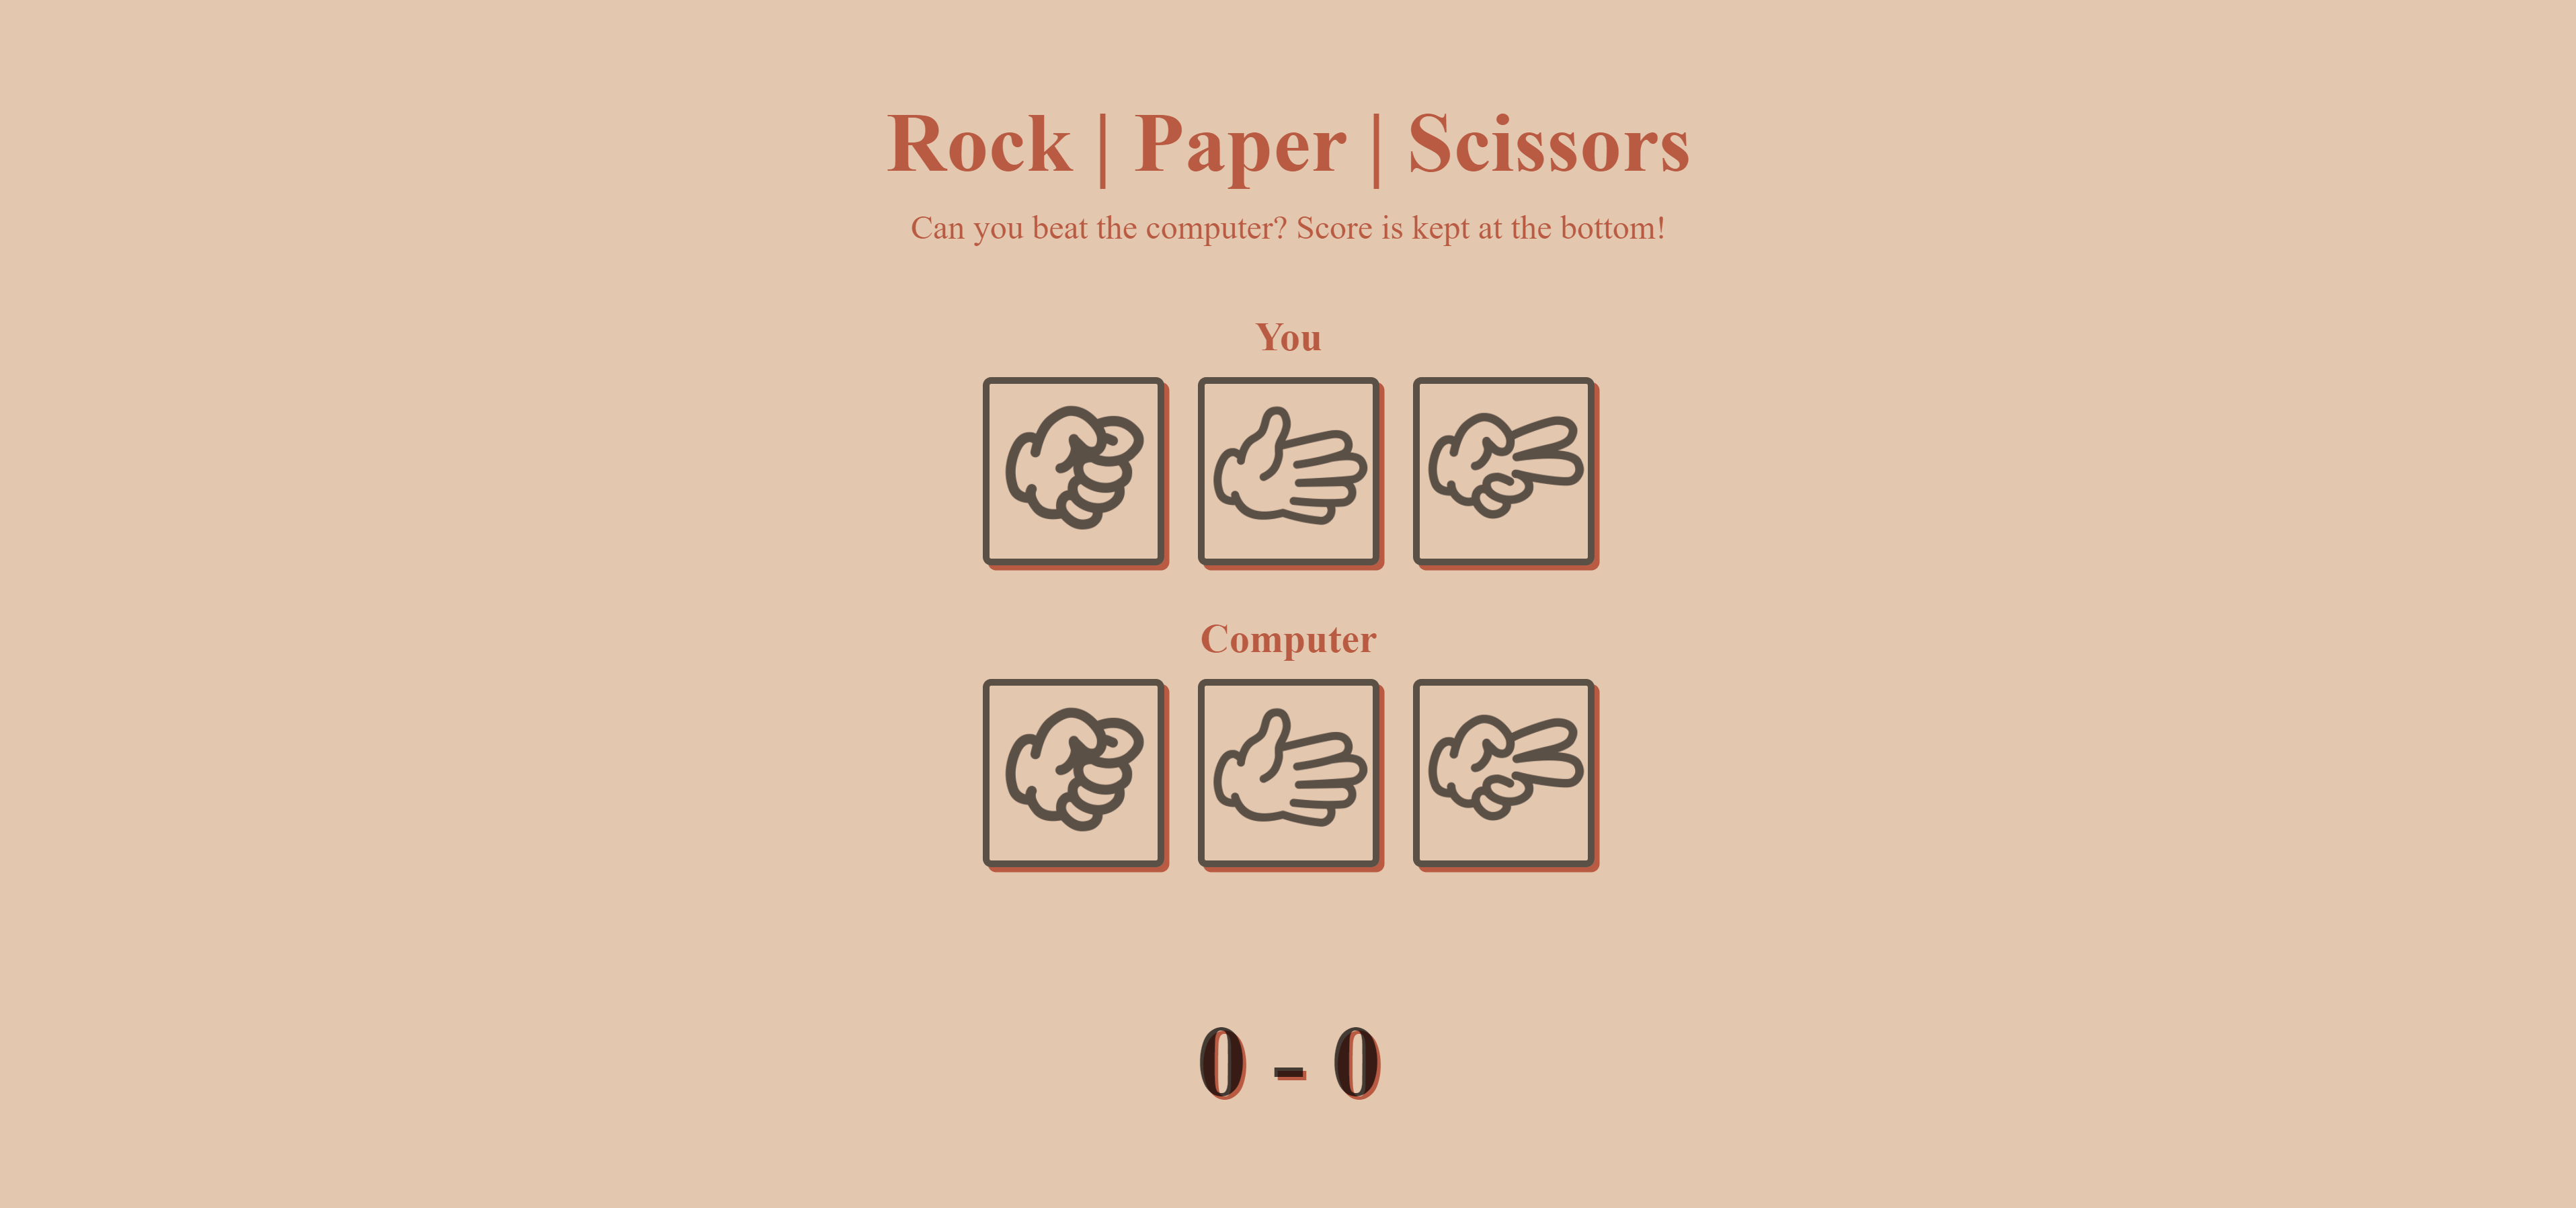 Rock | Paper | Scissors
Can you beat the computer? Score is kept at the bottom!
You
Computer
0 - 0